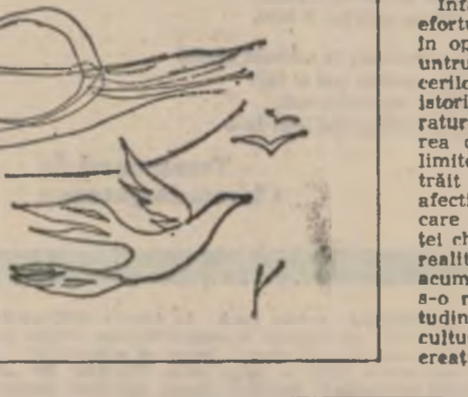 Infă
efortu
în op
untru
cerilo
istori
ratur
rea c
limite
trăit
afecti
care
ței ch
realit
acum
s-o r
tudin
cultu
creaț